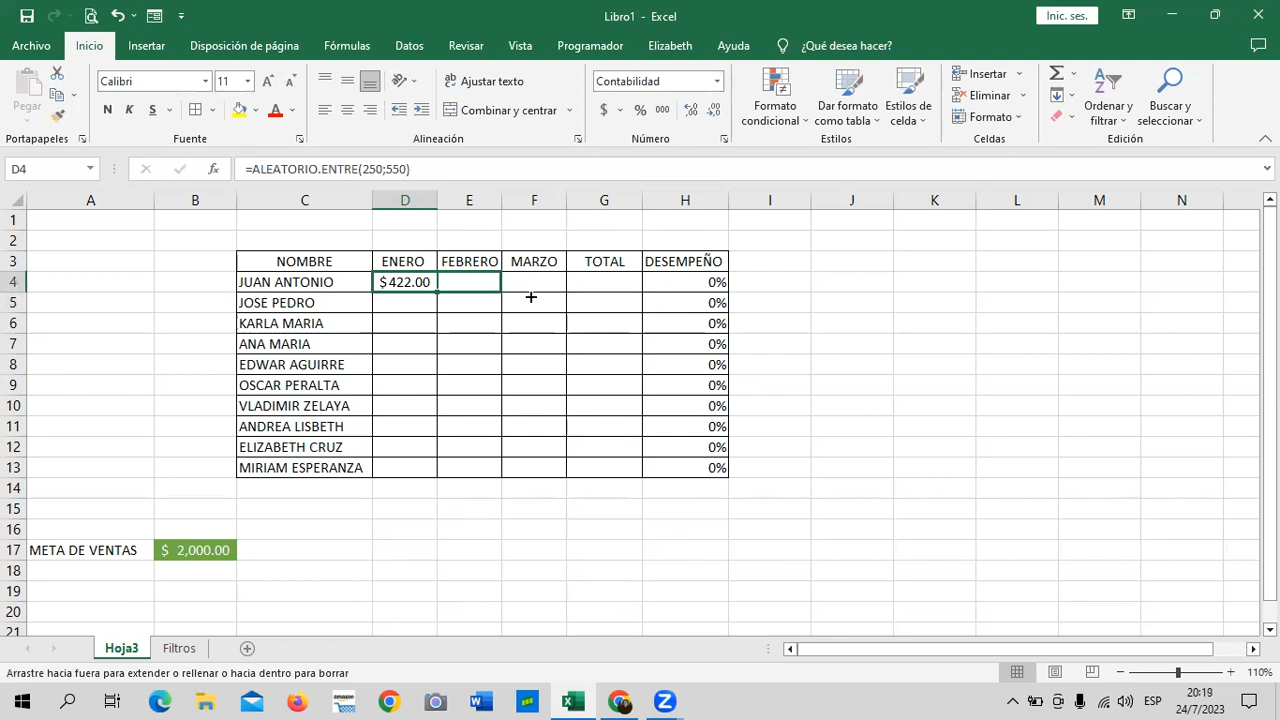 Libro1 - Excel
Inic. ses.
Archivo Inicio Insertar Disposición de página Fórmulas Datos Revisar Vista Programador Elizabeth Ayuda ¿Qué desea hacer?
Pegar
Calibri 11
N K S
Ajustar texto
Combinar y centrar
Contabilidad
$ % 000
Formato condicional
Dar formato como tabla
Estilos de celda
Insertar
Eliminar
Formato
Ordenar y filtrar
Buscar y seleccionar
Portapapeles Fuente Alineación Número Estilos Celdas Edición
D4 fx =ALEATORIO.ENTRE(250;550)
A B C D E F G H I J K L M N
1
2
3 NOMBRE ENERO FEBRERO MARZO TOTAL DESEMPEÑO
4 JUAN ANTONIO $ 422.00 0%
5 JOSE PEDRO 0%
6 KARLA MARIA 0%
7 ANA MARIA 0%
8 EDWAR AGUIRRE 0%
9 OSCAR PERALTA 0%
10 VLADIMIR ZELAYA 0%
11 ANDREA LISBETH 0%
12 ELIZABETH CRUZ 0%
13 MIRIAM ESPERANZA 0%
14
15
16
17 META DE VENTAS $ 2,000.00
18
19
20
21
Hoja3 Filtros
Arrastre hacia fuera para extender o rellenar o hacia dentro para borrar
110%
ESP
20:19
24/7/2023